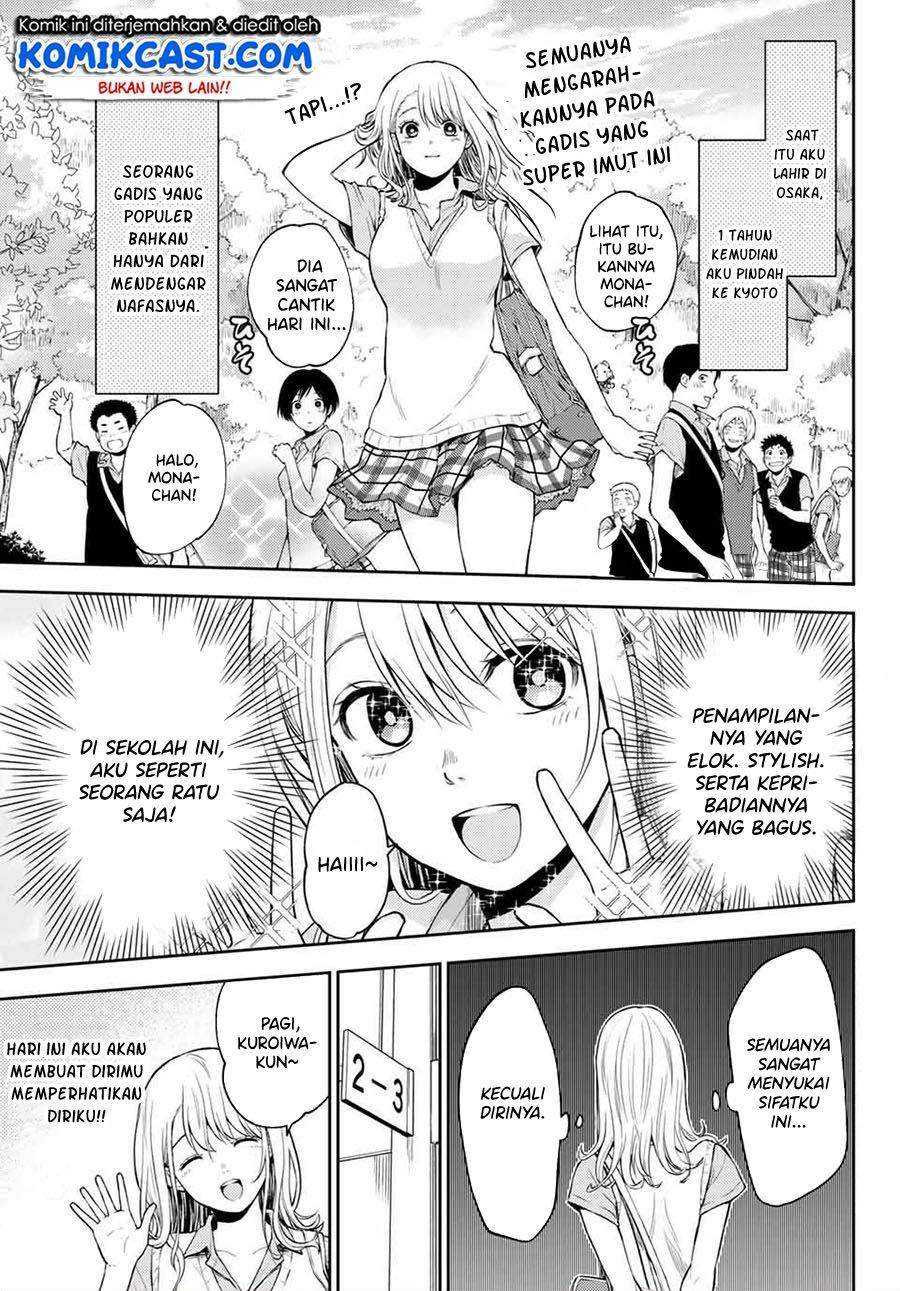 Komik ini diterjemahkan & diedit oleh
KOMIKCAST.COM
BUKAN WEB LAIN!!
SAAT
ITU AKU
LAHIR DI
OSAKA,
1 TAHUN
KEMUDIAN
AKU PINDAH
KE KYOTO
SEMUANYA
MENGARAH-
KANNYA PADA
GADIS YANG
SUPER IMUT INI
TAPI...!?
SEORANG
GADIS YANG
POPULER
BAHKAN
HANYA DARI
MENDENGAR
NAFASNYA.
LIHAT ITU,
ITU BU-
KANNYA
MONA-
CHAN!
ひそ
DIA
SANGAT
CANTIK
HARI INI...
ひそ
HALO,
MONA-
CHAN!
PENAMPILAN-
NYA YANG
ELOK. STYLISH.
SERTA KEPRI-
BADIANNYA
YANG BAGUS.
DI SEKOLAH INI,
AKU SEPERTI
SEORANG RATU
SAJA!
HAIIII~
SEMUANYA
SANGAT
MENYUKAI
SIFATKU
INI...
KECUALI
DIRINYA.
2-3
PAGI,
KUROIWA-
KUN~
HARI INI AKU AKAN
MEMBUAT DIRIMU
MEMPERHATIKAN
DIRIKU!!